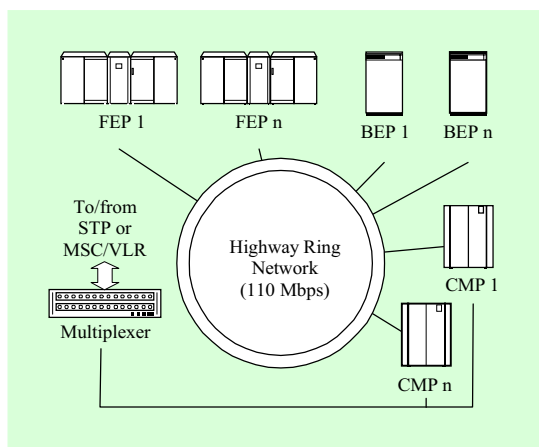 FEP 1
FEP n
BEP 1
BEP n
To/from
STP or
MSC/VLR
Highway Ring
Network
(110 Mbps)
CMP 1
Multiplexer
CMP n